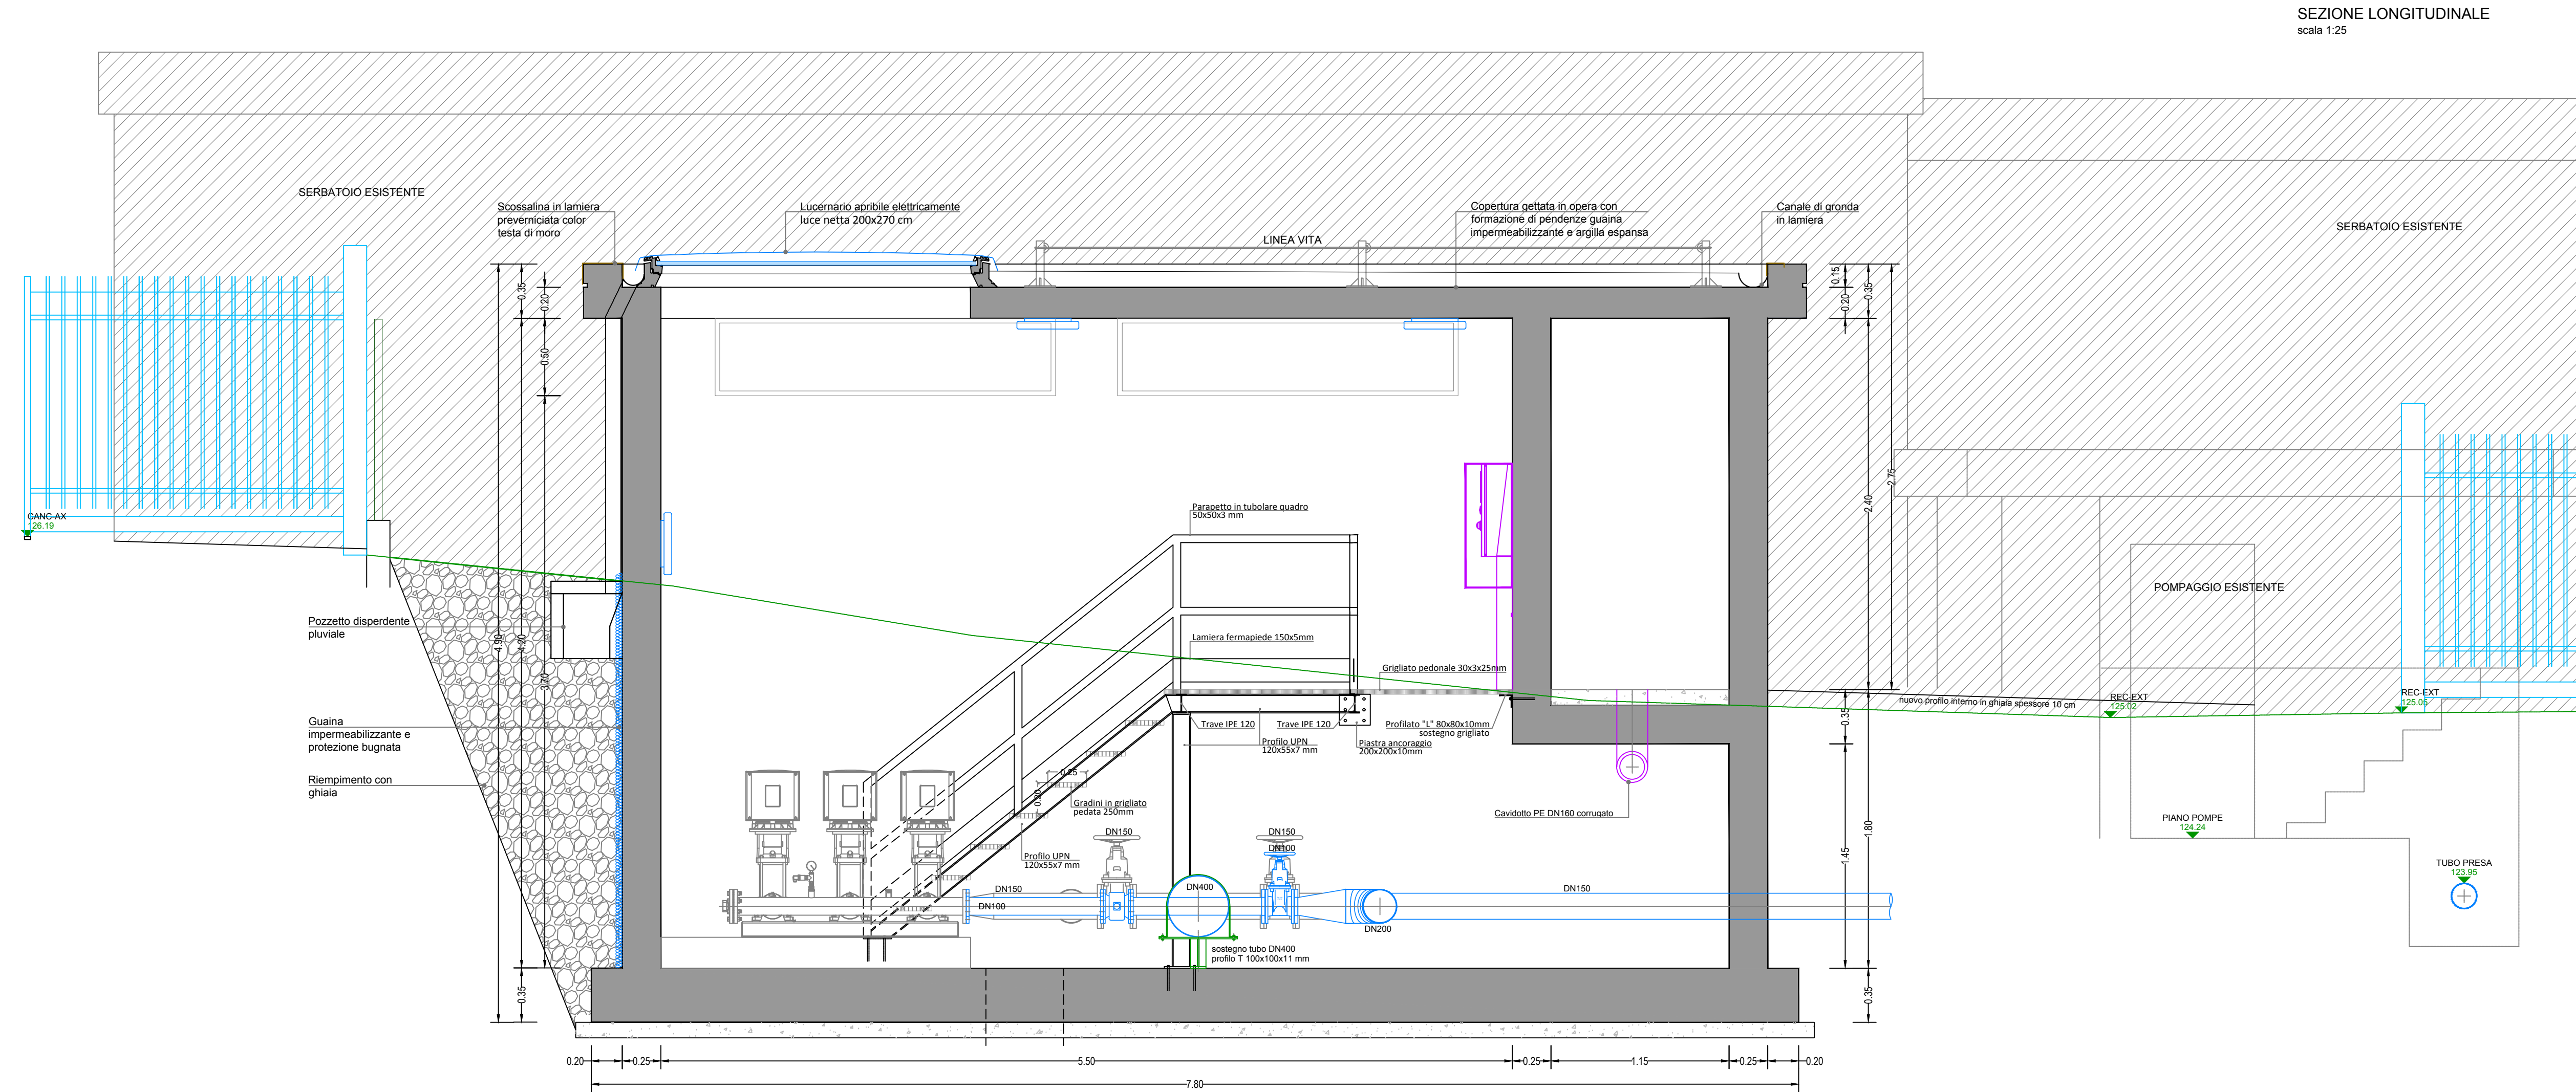 SEZIONE LONGITUDINALE
scala 1:25
SERBATOIO ESISTENTE
Scossalina in lamiera
preverniciata color
testa di moro
Lucernario apribile elettricamente
luce netta 200x270 cm
LINEA VITA
Copertura gettata in opera con
formazione di pendenze guaina
impermeabilizzante e argilla espansa
Canale di gronda
in lamiera
SERBATOIO ESISTENTE
0.35
0.20
0.50
4.90
4.20
3.70
0.35
0.15
0.20
0.35
2.75
2.40
0.35
1.80
1.45
0.35
CANC-AX
126.19
Parapetto in tubolare quadro
50x50x3 mm
Lamiera fermapiede 150x5mm
Grigliato pedonale 30x3x25mm
Trave IPE 120
Trave IPE 120
Profilato "L" 80x80x10mm
sostegno grigliato
Profilo UPN
120x55x7 mm
Piastra ancoraggio
200x200x10mm
Pozzetto disperdente
pluviale
Guaina
impermeabilizzante e
protezione bugnata
Riempimento con
ghiaia
0.25
0.20
Gradini in grigliato
pedata 250mm
Profilo UPN
120x55x7 mm
Cavidotto PE DN160 corrugato
DN150
DN150
DN100
DN150
DN100
DN400
DN150
DN200
sostegno tubo DN400
profilo T 100x100x11 mm
nuovo profilo interno in ghiaia spessore 10 cm
POMPAGGIO ESISTENTE
REC-EXT
125.02
REC-EXT
125.05
PIANO POMPE
124.24
TUBO PRESA
123.95
0.20
0.25
5.50
0.25
1.15
0.25
0.20
7.80